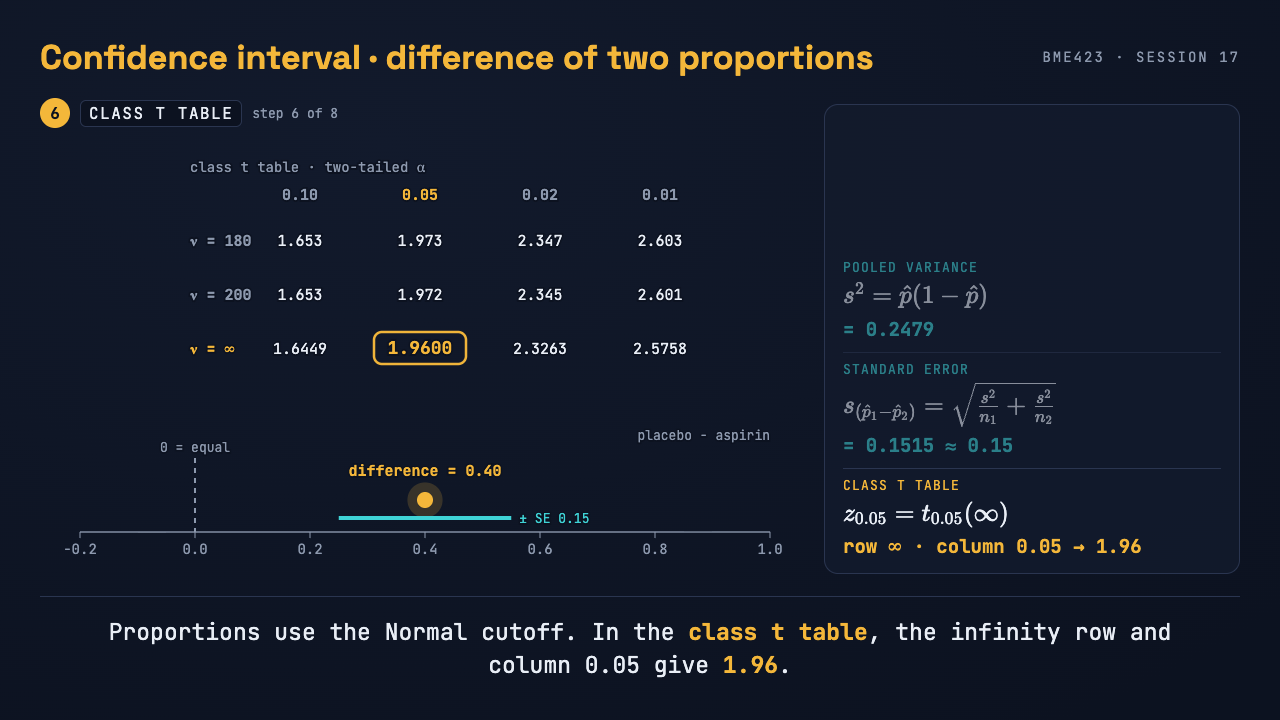 Confidence interval · difference of two proportions
BME423 · SESSION 17
6 CLASS T TABLE step 6 of 8
class t table · two-tailed α
0.10 0.05 0.02 0.01
ν = 180 1.653 1.973 2.347 2.603
ν = 200 1.653 1.972 2.345 2.601
ν = ∞ 1.6449 1.9600 2.3263 2.5758
placebo - aspirin
0 = equal
difference = 0.40
± SE 0.15
-0.2 0.0 0.2 0.4 0.6 0.8 1.0
POOLED VARIANCE
s² = p̂(1 − p̂)
= 0.2479
STANDARD ERROR
s_(p̂₁−p̂₂) = √(s²/n₁ + s²/n₂)
= 0.1515 ≈ 0.15
CLASS T TABLE
z₀.₀₅ = t₀.₀₅(∞)
row ∞ · column 0.05 → 1.96
Proportions use the Normal cutoff. In the class t table, the infinity row and
column 0.05 give 1.96.